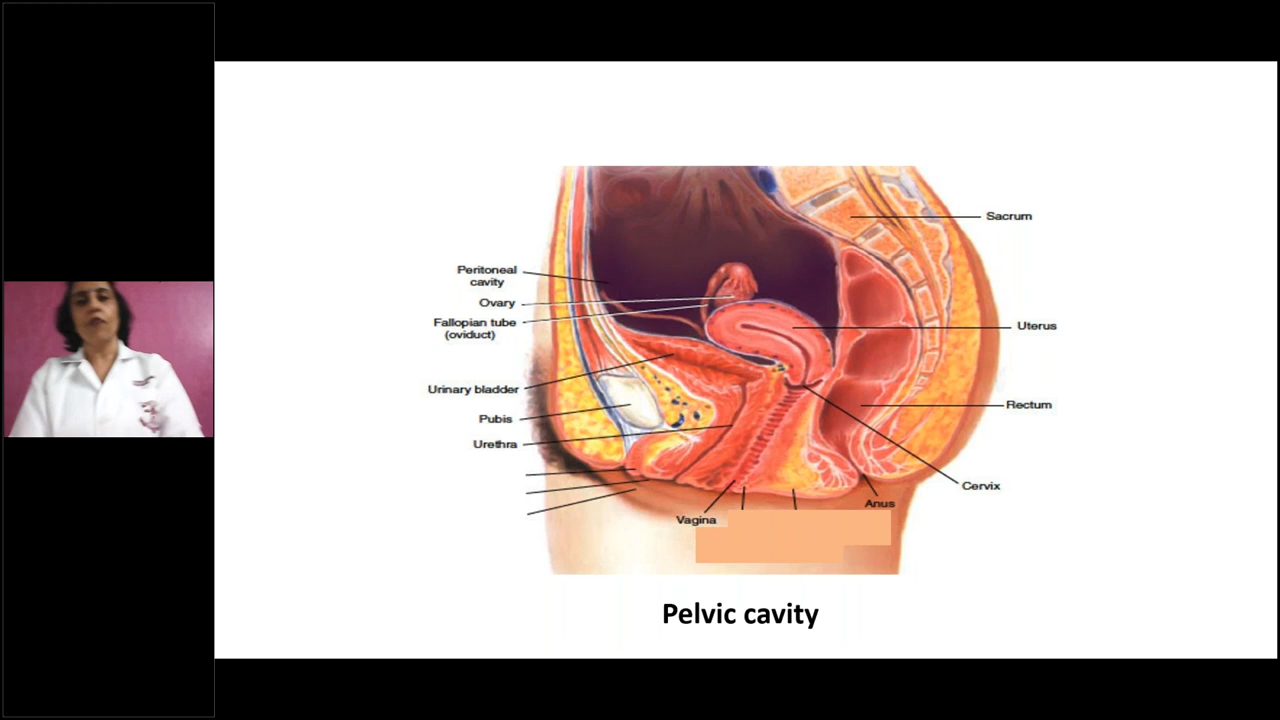 Sacrum
Peritoneal
cavity
Ovary
Fallopian tube
(oviduct)
Uterus
Urinary bladder
Rectum
Pubis
Urethra
Cervix
Anus
Vagina
Pelvic cavity